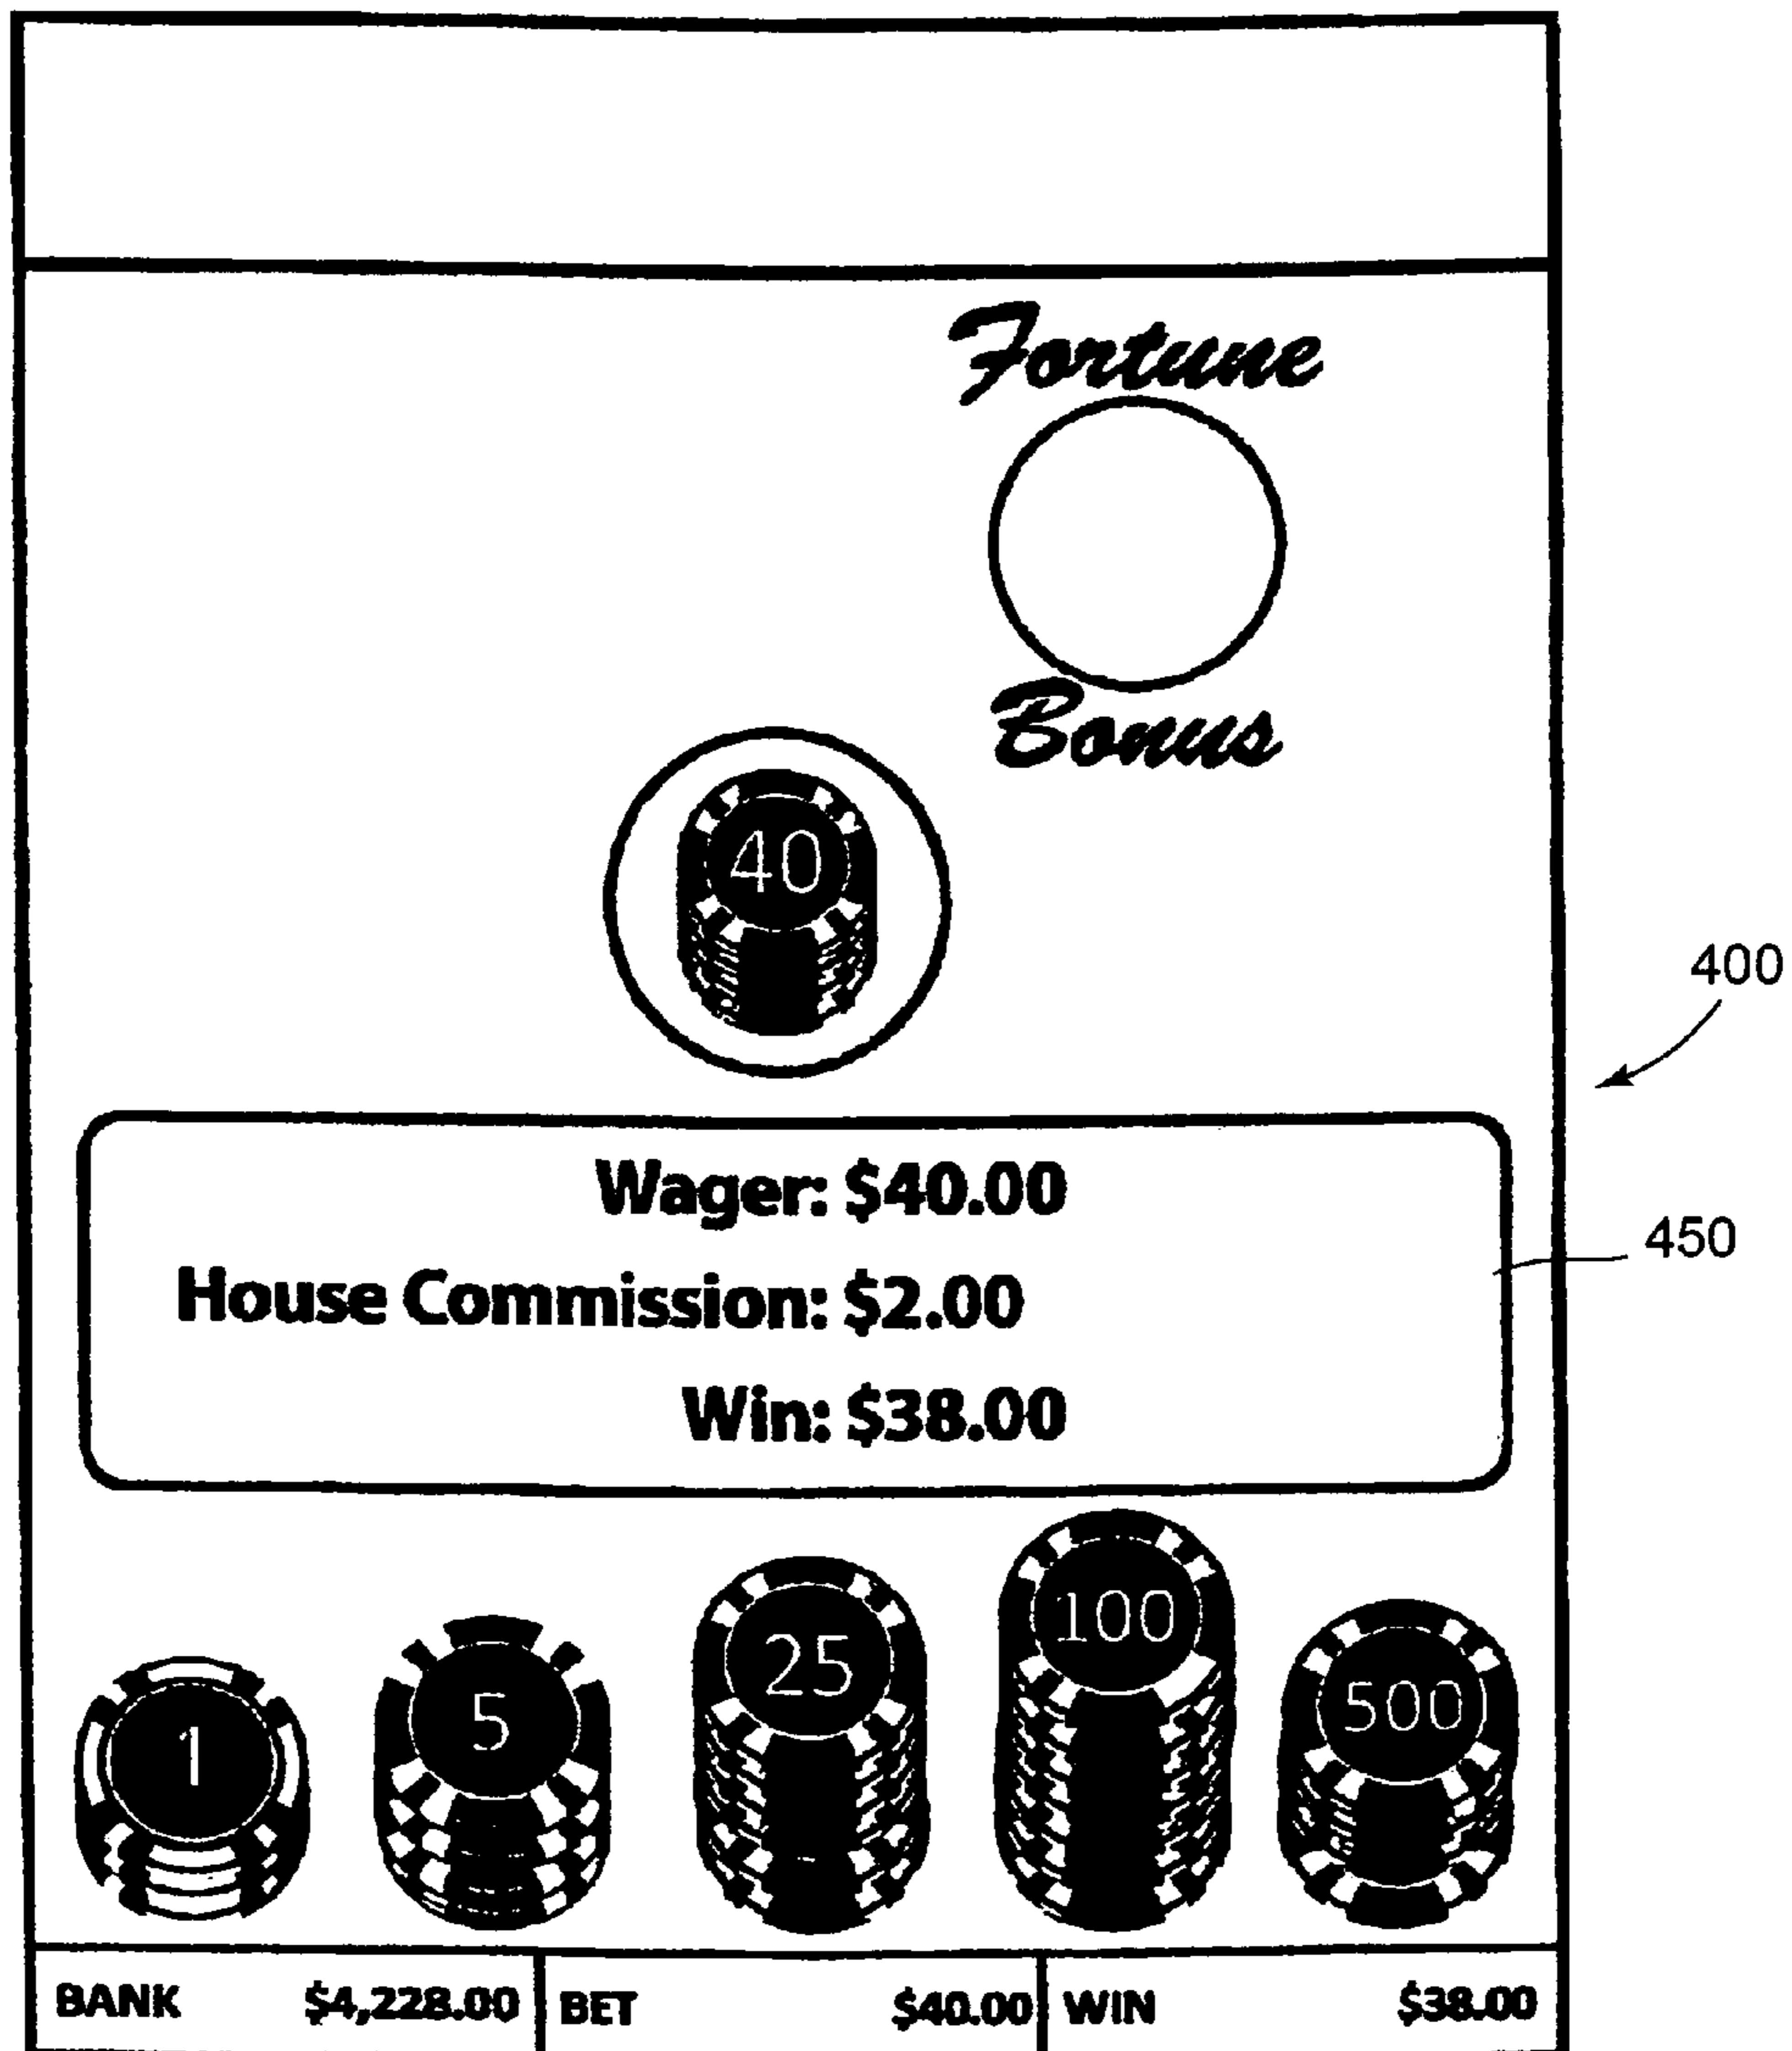 Fortune
Bonus
40
400
Wager: $40.00
450
House Commission: $2.00
Win: $38.00
1 5 25 100 500
BANK $4,228.00 BET $40.00 WIN $38.00